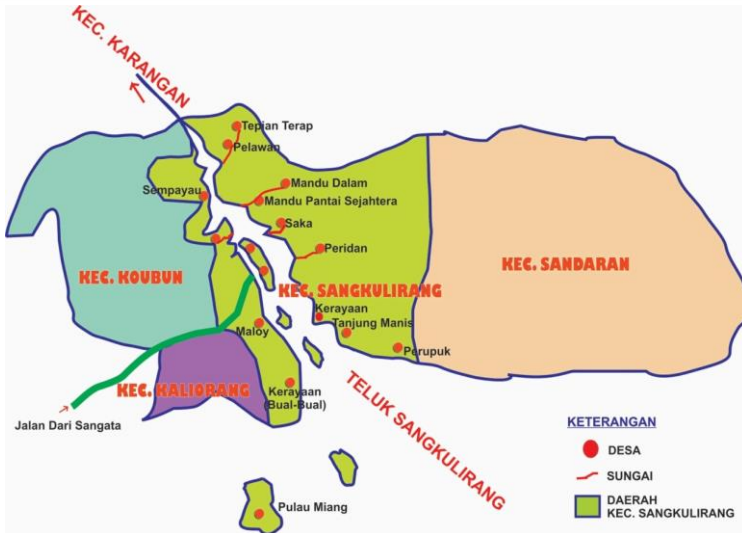 KEC. KARANGAN
Tepian Terap
Pelawan
Mandu Dalam
Sempayau
Mandu Pantai Sejahtera
Saka
Peridan
KEC. KOUBUN
KEC. SANGKULIRANG
KEC. SANDARAN
Kerayaan
Tanjung Manis
Maloy
Perupuk
KEC. KALIORANG
Kerayaan
(Bual-Bual)
TELUK SANGKULIRANG
Jalan Dari Sangata
Pulau Miang
KETERANGAN
DESA
SUNGAI
DAERAH
KEC. SANGKULIRANG